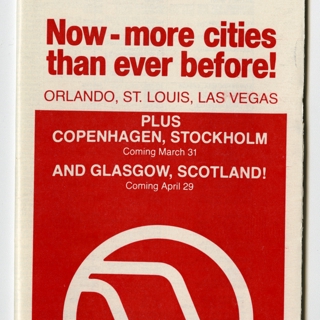 Now - more cities
than ever before!
ORLANDO, ST. LOUIS, LAS VEGAS
PLUS
COPENHAGEN, STOCKHOLM
Coming March 31
AND GLASGOW, SCOTLAND!
Coming April 29